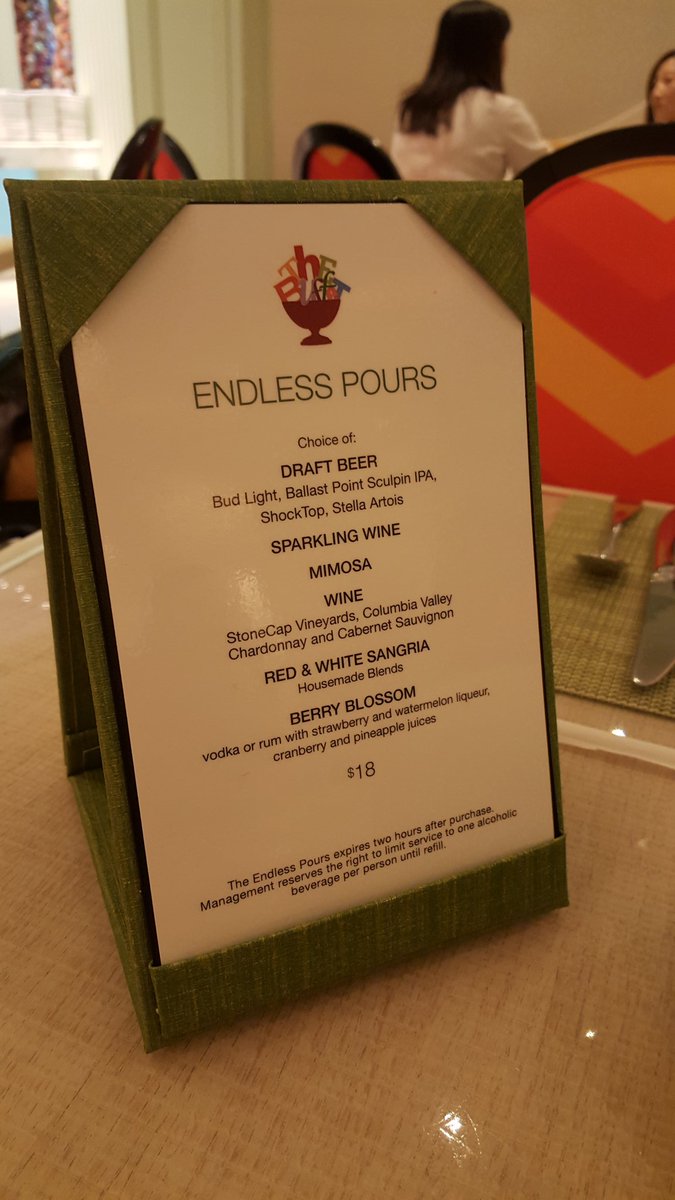 The
BUffET
ENDLESS POURS
Choice of:
DRAFT BEER
Bud Light, Ballast Point Sculpin IPA,
ShockTop, Stella Artois
SPARKLING WINE
MIMOSA
WINE
StoneCap Vineyards, Columbia Valley
Chardonnay and Cabernet Sauvignon
RED & WHITE SANGRIA
Housemade Blends
BERRY BLOSSOM
vodka or rum with strawberry and watermelon liqueur,
cranberry and pineapple juices
$18
The Endless Pours expires two hours after purchase.
Management reserves the right to limit service to one alcoholic
beverage per person until refill.